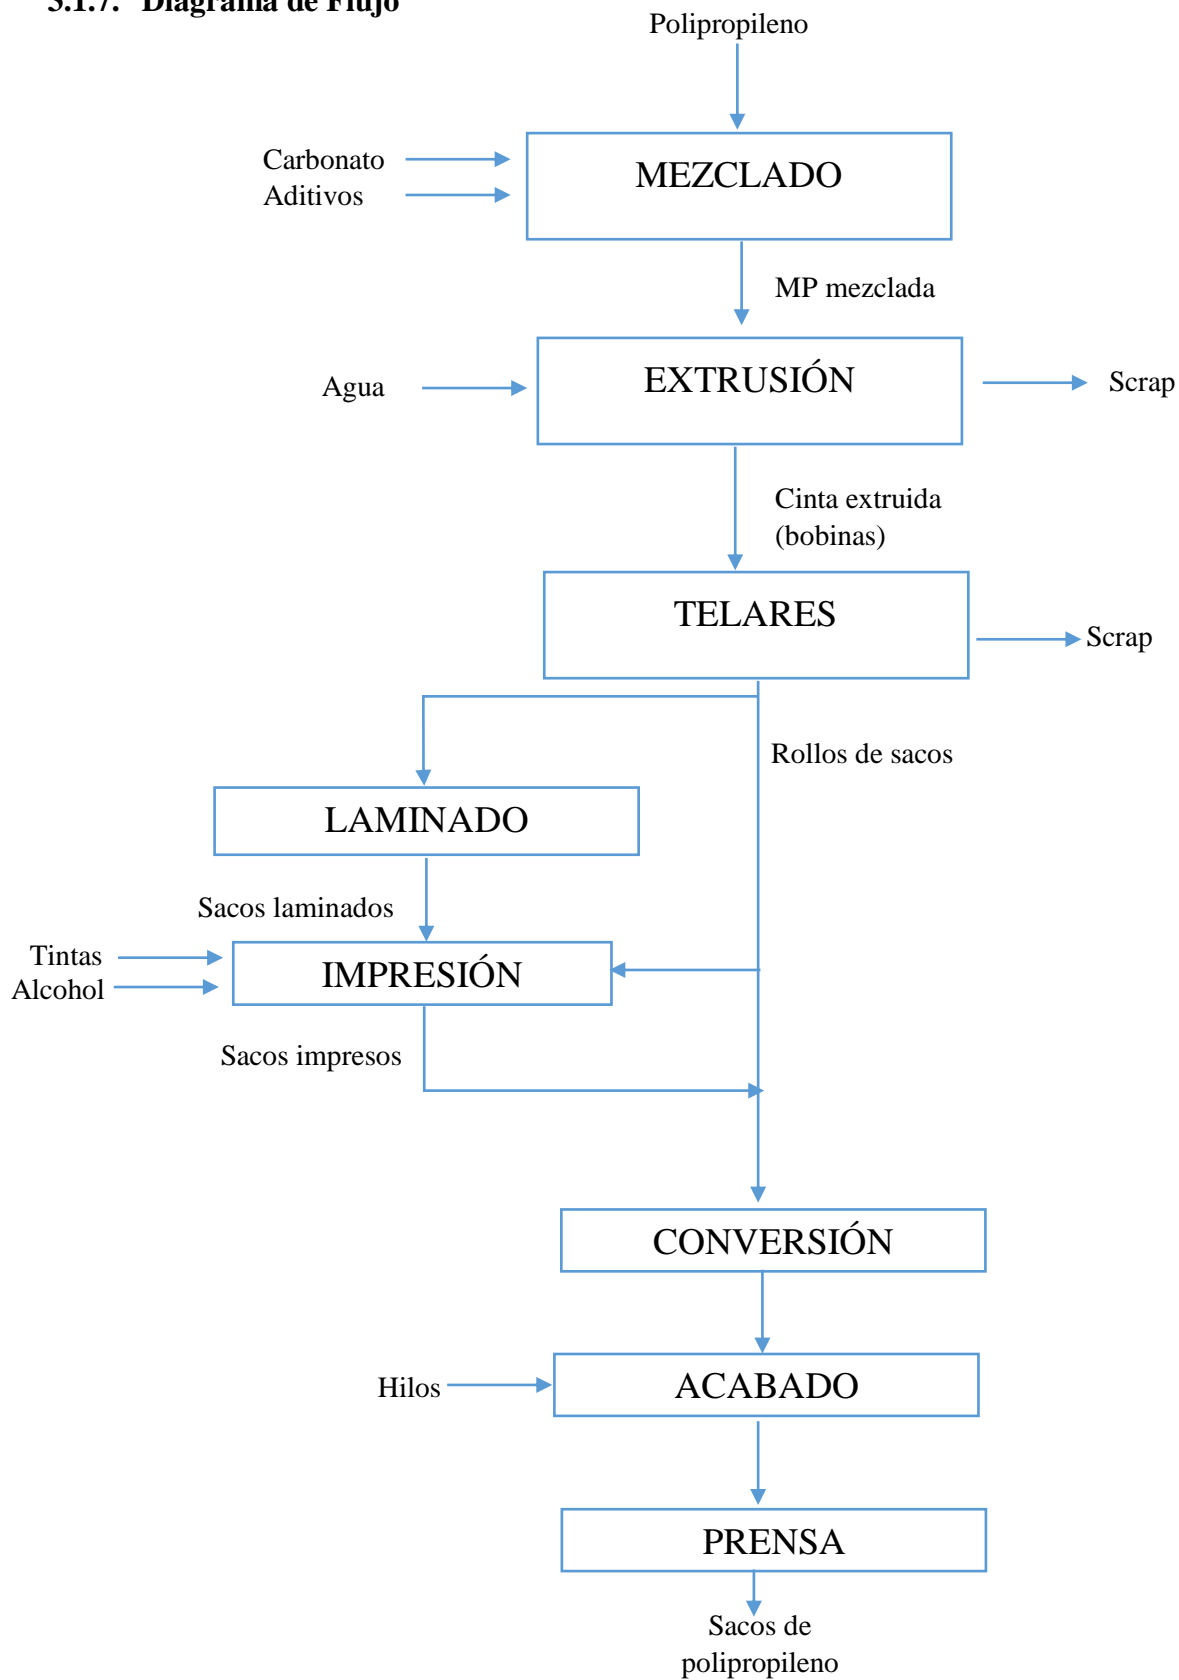 3.1.7. Diagrama de Flujo
Polipropileno
Carbonato
Aditivos
MEZCLADO
MP mezclada
Agua
EXTRUSIÓN
Scrap
Cinta extruida
(bobinas)
TELARES
Scrap
Rollos de sacos
LAMINADO
Sacos laminados
Tintas
Alcohol
IMPRESIÓN
Sacos impresos
CONVERSIÓN
Hilos
ACABADO
PRENSA
Sacos de
polipropileno